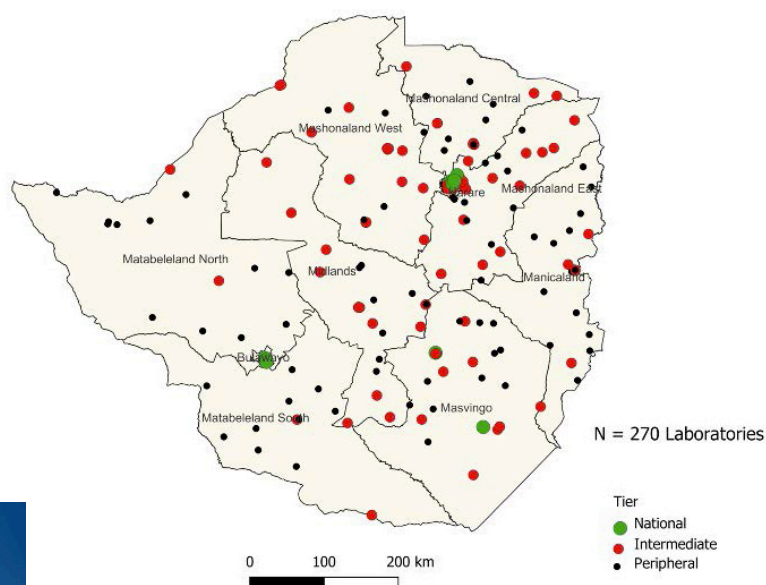 Mashonaland Central
Mashonaland West
Harare
Mashonaland East
Matabeleland North
Midlands
Manicaland
Bulawayo
Masvingo
Matabeleland South
N = 270 Laboratories
Tier
National
Intermediate
Peripheral
0 100 200 km